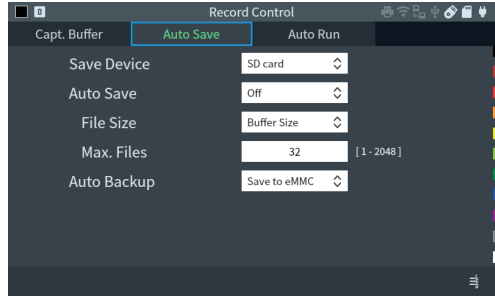 0 Record Control
Capt. Buffer Auto Save Auto Run
Save Device SD card
Auto Save Off
File Size Buffer Size
Max. Files 32 [ 1 - 2048 ]
Auto Backup Save to eMMC